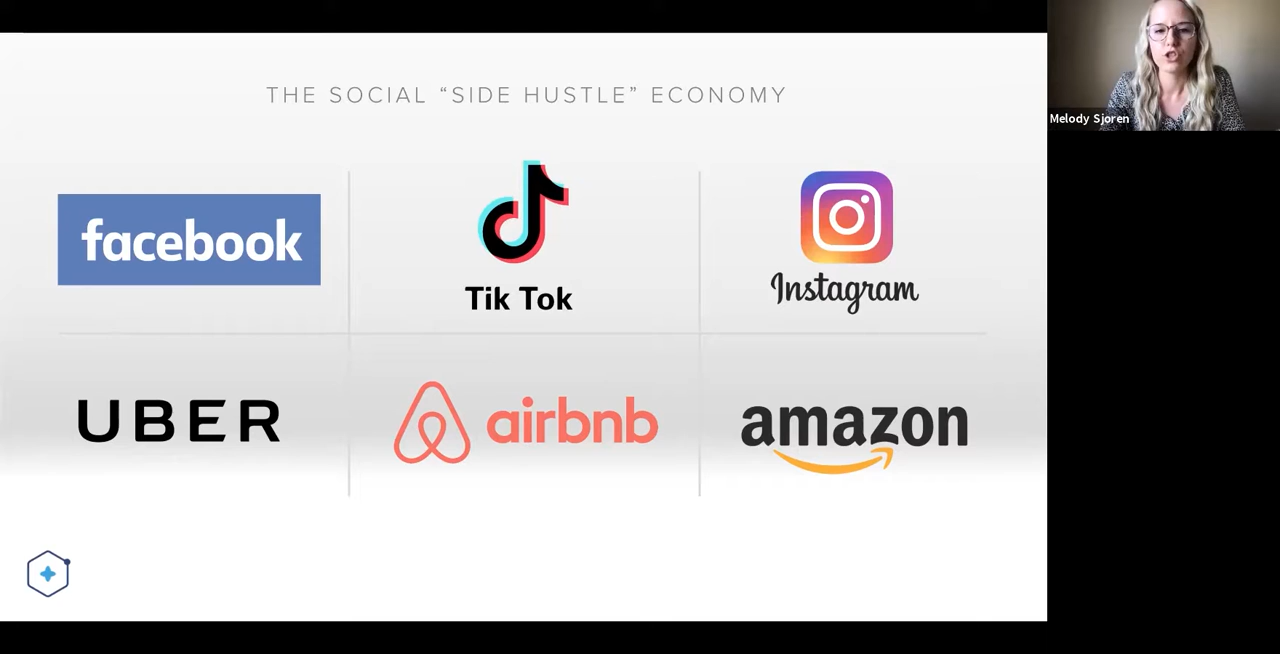 THE SOCIAL “SIDE HUSTLE” ECONOMY
Melody Sjoren
facebook
Tik Tok
Instagram
UBER
airbnb
amazon